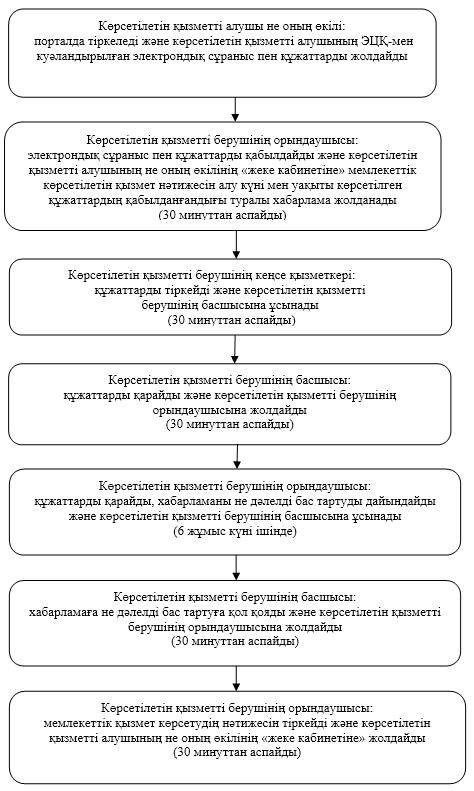 Көрсетілетін қызметті алушы не оның өкілі:
порталда тіркеледі және көрсетілетін қызметті алушының ЭЦҚ-мен
куәландырылған электрондық сұраныс пен құжаттарды жолдайды
Көрсетілетін қызметті берушінің орындаушысы:
электрондық сұраныс пен құжаттарды қабылдайды және көрсетілетін
қызметті алушының не оның өкілінің «жеке кабинетіне» мемлекеттік
көрсетілетін қызмет нәтижесін алу күні мен уақыты көрсетілген
құжаттардың қабылданғандығы туралы хабарлама жолданады
(30 минуттан аспайды)
Көрсетілетін қызметті берушінің кеңсе қызметкері:
құжаттарды тіркейді және көрсетілетін қызметті
берушінің басшысына ұсынады
(30 минуттан аспайды)
Көрсетілетін қызметті берушінің басшысы:
құжаттарды қарайды және көрсетілетін қызметті берушінің
орындаушысына жолдайды
(30 минуттан аспайды)
Көрсетілетін қызметті берушінің орындаушысы:
құжаттарды қарайды, хабарламаны не дәлелді бас тартуды дайындайды
және көрсетілетін қызметті берушінің басшысына ұсынады
(6 жұмыс күні ішінде)
Көрсетілетін қызметті берушінің басшысы:
хабарламаға не дәлелді бас тартуға қол қояды және көрсетілетін қызметті
берушінің орындаушысына жолдайды
(30 минуттан аспайды)
Көрсетілетін қызметті берушінің орындаушысы:
мемлекеттік қызмет көрсетудің нәтижесін тіркейді және көрсетілетін
қызметті алушының не оның өкілінің «жеке кабинетіне» жолдайды
(30 минуттан аспайды)